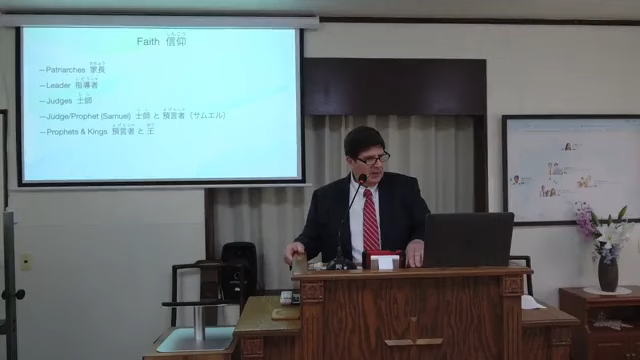 Faith 信仰
–Patriarches 家長
–Leader 指導者
–Judges 士師
–Judge/Prophet (Samuel) 士師 と 預言者（サムエル）
–Prophets & Kings 預言者 と 王